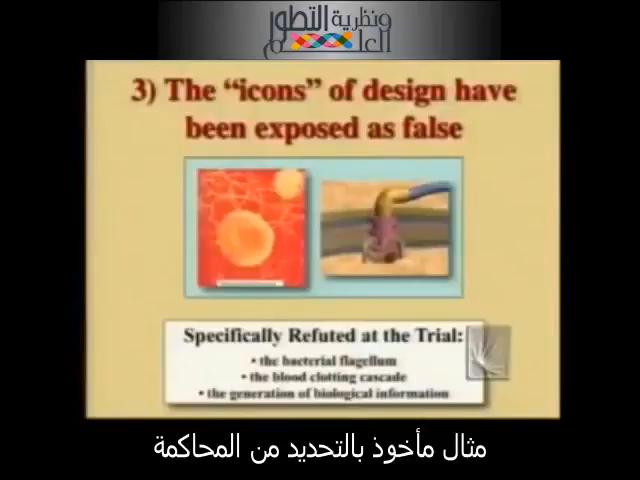 ونظرية التطور
العلم
3) The “icons” of design have
been exposed as false
Specifically Refuted at the Trial:
• the bacterial flagellum
• the blood clotting cascade
• the generation of biological information
مثال مأخوذ بالتحديد من المحاكمة